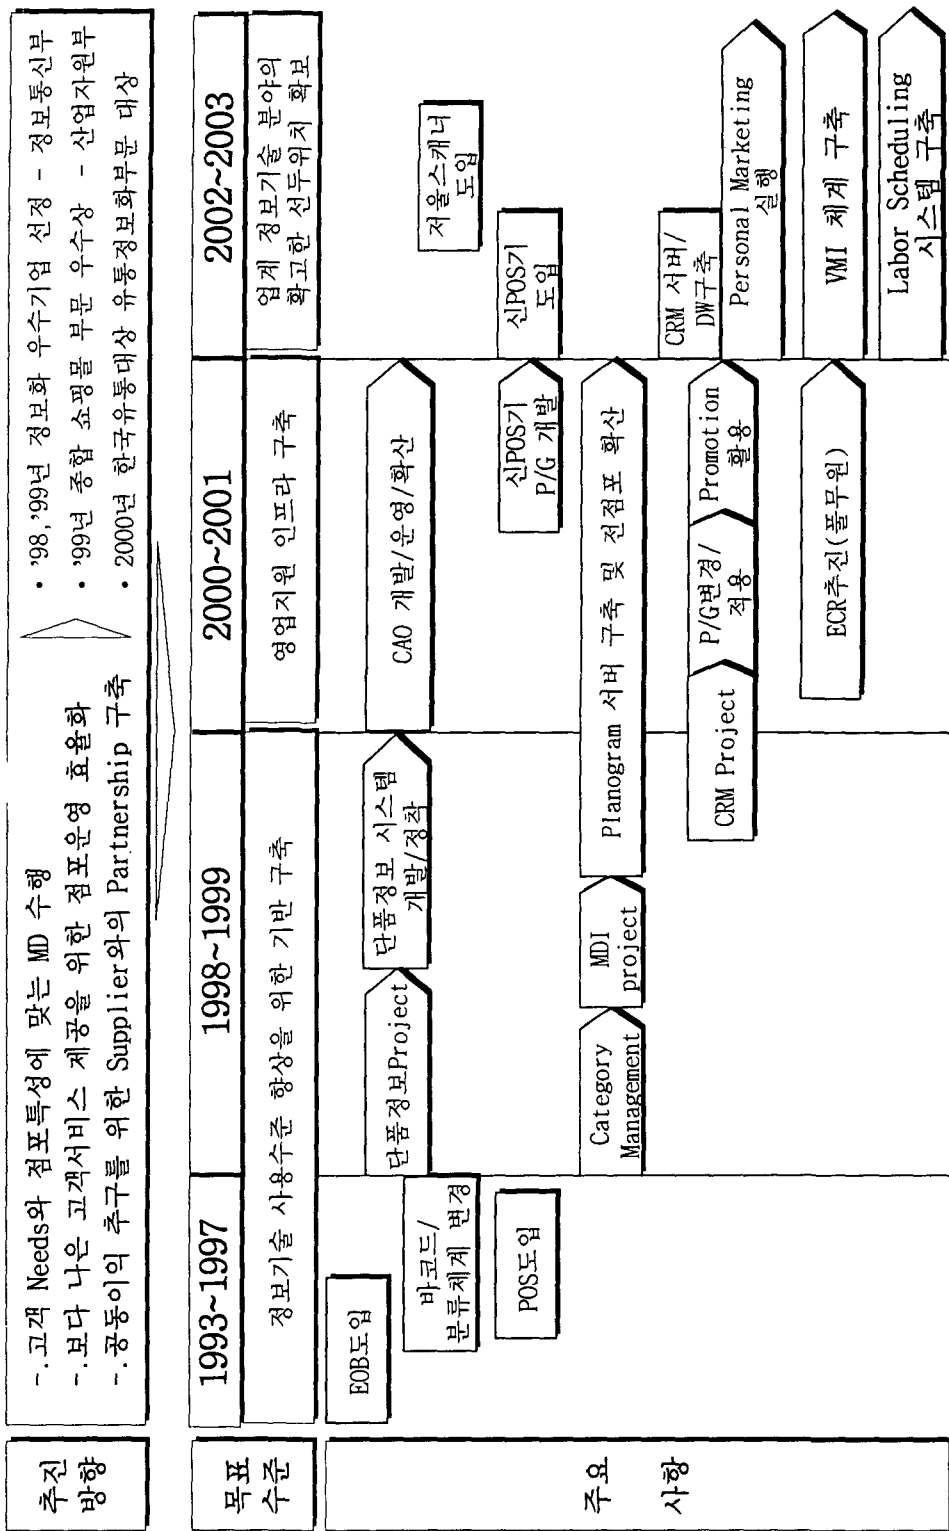 추진
방향
-.고객 Needs와 점포특성에 맞는 MD 수행
-.보다 나은 고객서비스 제공을 위한 점포운영 효율화
-.공동이익 추구를 위한 Supplier와의 Partnership 구축
• '98,'99년 정보화 우수기업 선정 - 정보통신부
• '99년 종합 쇼핑몰 부문 우수상 - 산업자원부
• 2000년 한국유통대상 유통정보화부문 대상
목표
수준
1993~1997
1998~1999
2000~2001
2002~2003
정보기술 사용수준 향상을 위한 기반 구축
영업지원 인프라 구축
업계 정보기술 분야의
확고한 선두위치 확보
주요
사항
EOB도입
바코드/
분류체계 변경
POS도입
단품정보Project
단품정보 시스템
개발/정착
CAO 개발/운영/확산
저울스캐너
도입
신POS기
P/G 개발
신POS기
도입
Category
Management
MDI
project
Planogram 서버 구축 및 전점포 확산
CRM Project
P/G변경/
적용
Promotion
활용
CRM 서버/
DW구축
Personal Marketing
실행
ECR추진(풀무원)
VMI 체계 구축
Labor Scheduling
시스템 구축